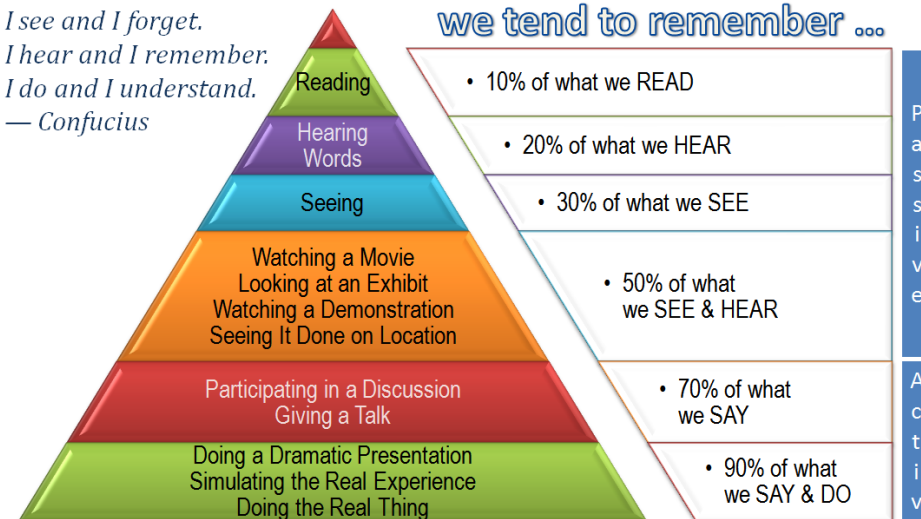 I see and I forget.
I hear and I remember.
I do and I understand.
— Confucius
we tend to remember ...
Reading
• 10% of what we READ
Hearing
Words
• 20% of what we HEAR
Seeing
• 30% of what we SEE
Watching a Movie
Looking at an Exhibit
Watching a Demonstration
Seeing It Done on Location
• 50% of what
we SEE & HEAR
Participating in a Discussion
Giving a Talk
• 70% of what
we SAY
Doing a Dramatic Presentation
Simulating the Real Experience
Doing the Real Thing
• 90% of what
we SAY & DO
P
a
s
s
i
v
e
A
c
t
i
v